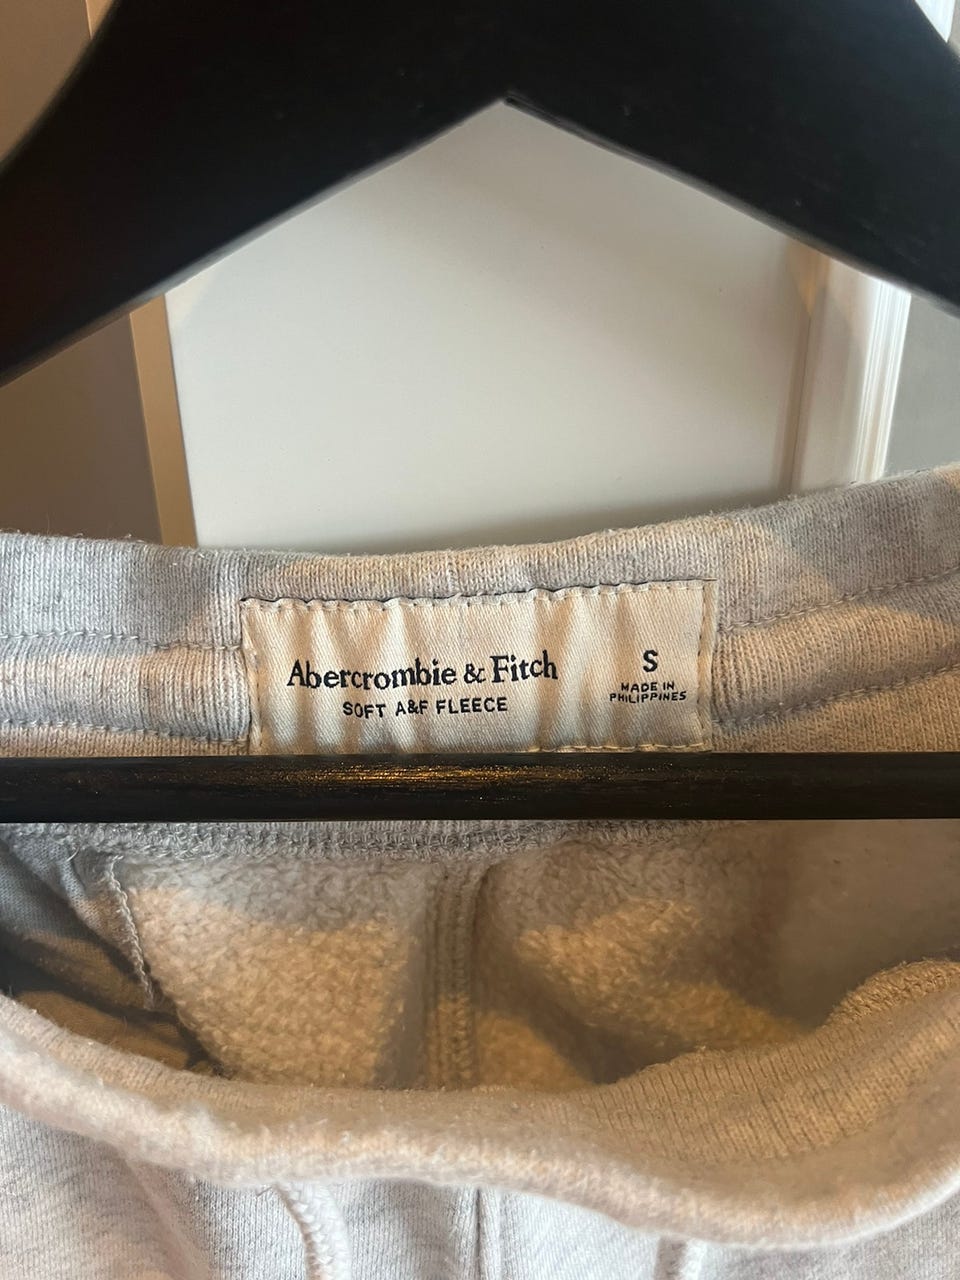 Abercrombie & Fitch
SOFT A&F FLEECE
S
MADE IN
PHILIPPINES